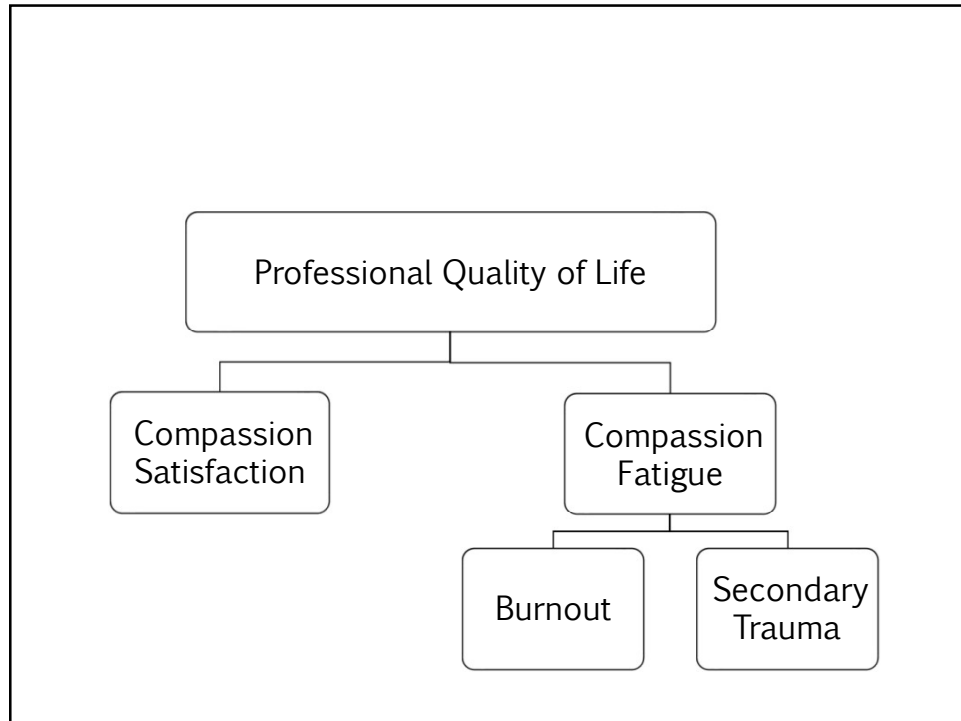 Professional Quality of Life
Compassion
Satisfaction
Compassion
Fatigue
Burnout
Secondary
Trauma